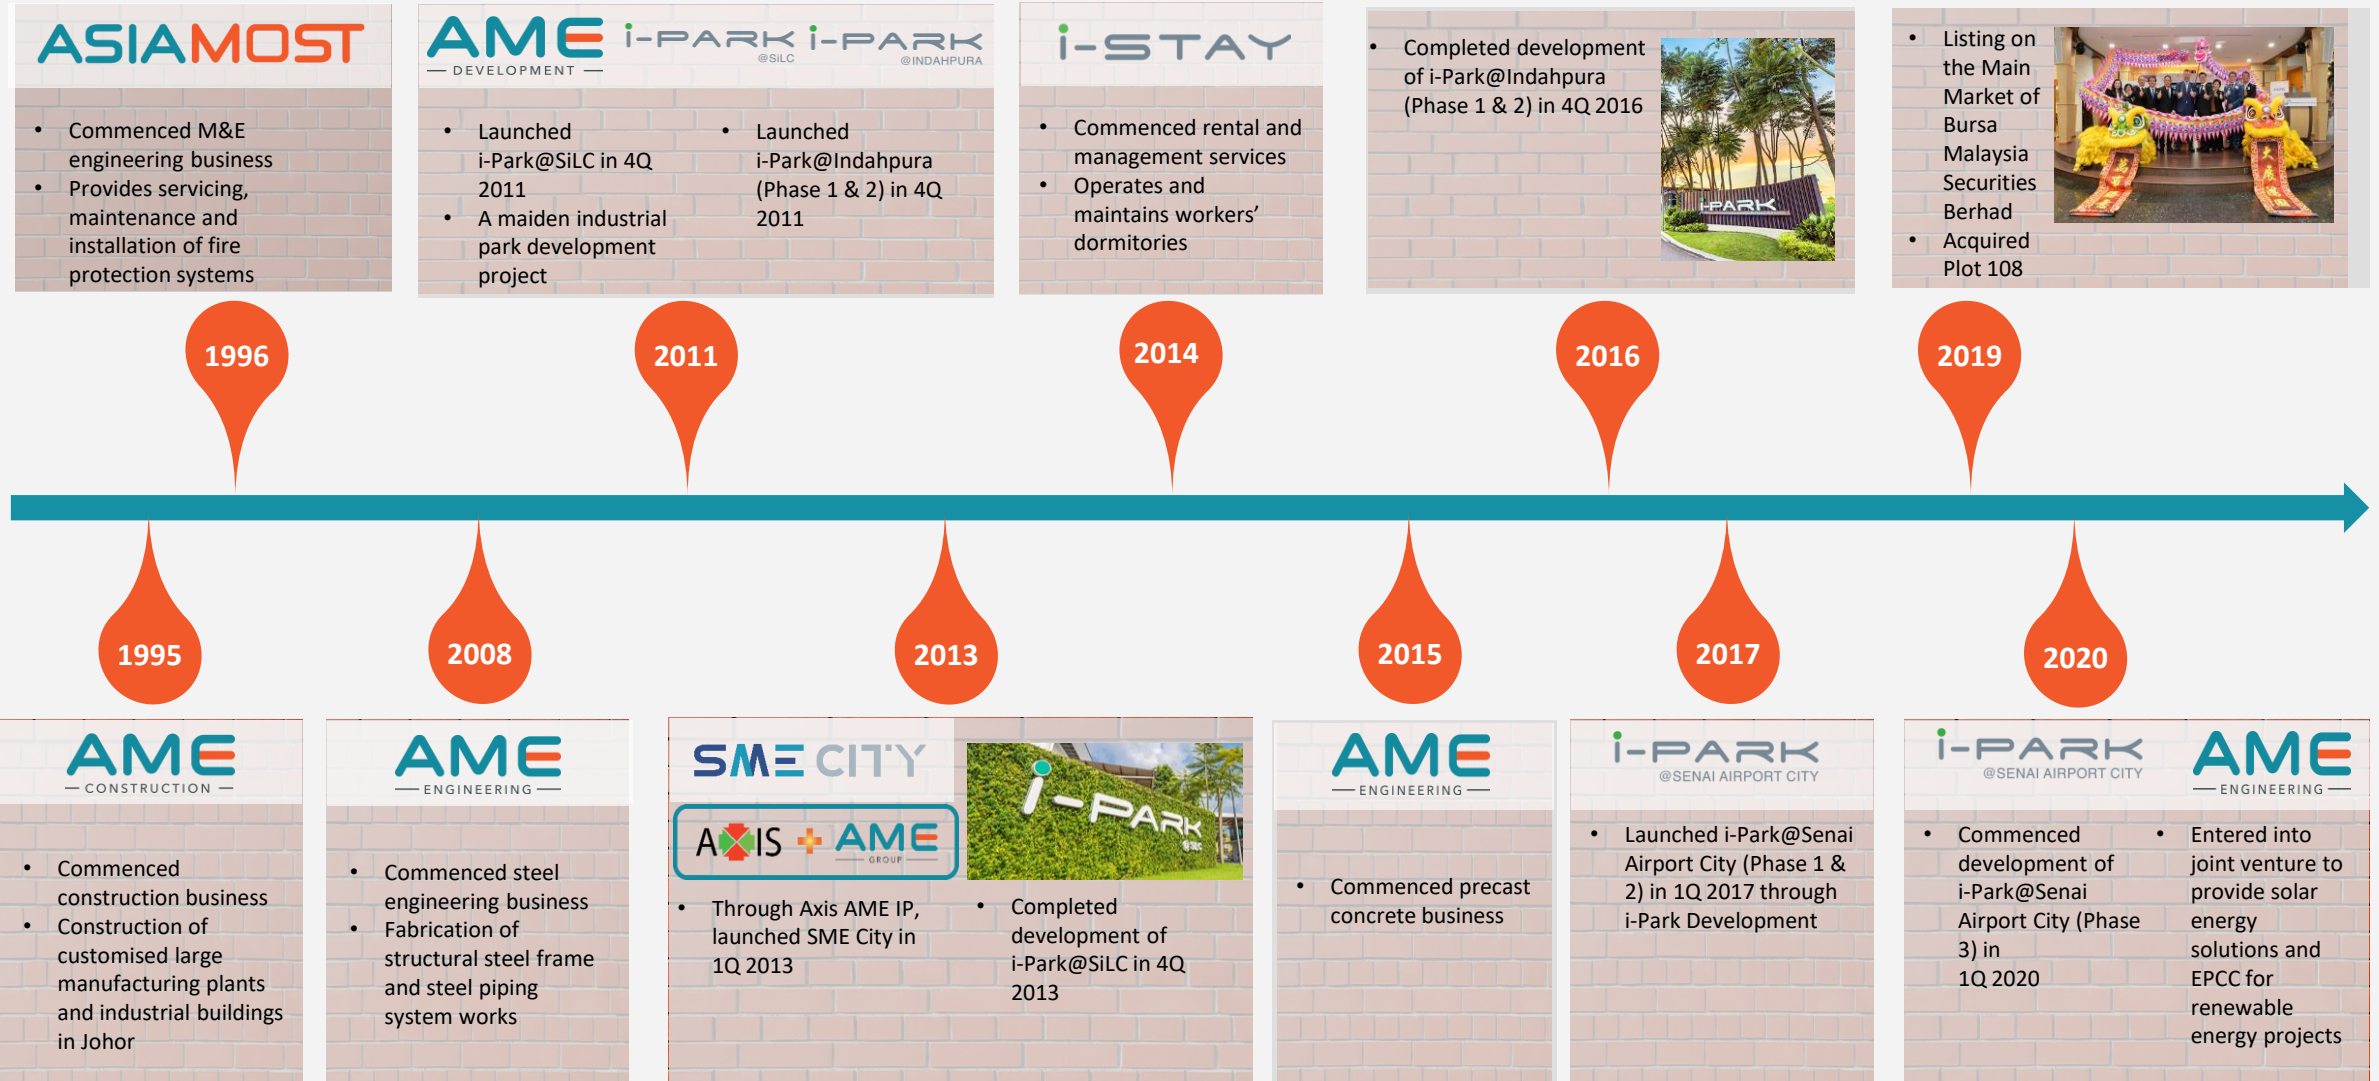 ASIAMOST
• Commenced M&E
engineering business
• Provides servicing,
maintenance and
installation of fire
protection systems
1996
AME
DEVELOPMENT
i-PARK
@SiLC
i-PARK
@INDAHPURA
• Launched
i-Park@SiLC in 4Q
2011
• A maiden industrial
park development
project
• Launched
i-Park@Indahpura
(Phase 1 & 2) in 4Q
2011
2011
i-STAY
• Commenced rental and
management services
• Operates and
maintains workers’
dormitories
2014
• Completed development
of i-Park@Indahpura
(Phase 1 & 2) in 4Q 2016
i-PARK
2016
• Listing on
the Main
Market of
Bursa
Malaysia
Securities
Berhad
• Acquired
Plot 108
2019
1995
AME
CONSTRUCTION
• Commenced
construction business
• Construction of
customised large
manufacturing plants
and industrial buildings
in Johor
2008
AME
ENGINEERING
• Commenced steel
engineering business
• Fabrication of
structural steel frame
and steel piping
system works
2013
SME CITY
AXIS + AME
GROUP
• Through Axis AME IP,
launched SME City in
1Q 2013
i-PARK
• Completed
development of
i-Park@SiLC in 4Q
2013
2015
AME
ENGINEERING
• Commenced precast
concrete business
2017
i-PARK
@SENAI AIRPORT CITY
• Launched i-Park@Senai
Airport City (Phase 1 &
2) in 1Q 2017 through
i-Park Development
2020
i-PARK
@SENAI AIRPORT CITY
• Commenced
development of
i-Park@Senai
Airport City (Phase
3) in
1Q 2020
AME
ENGINEERING
• Entered into
joint venture to
provide solar
energy
solutions and
EPCC for
renewable
energy projects